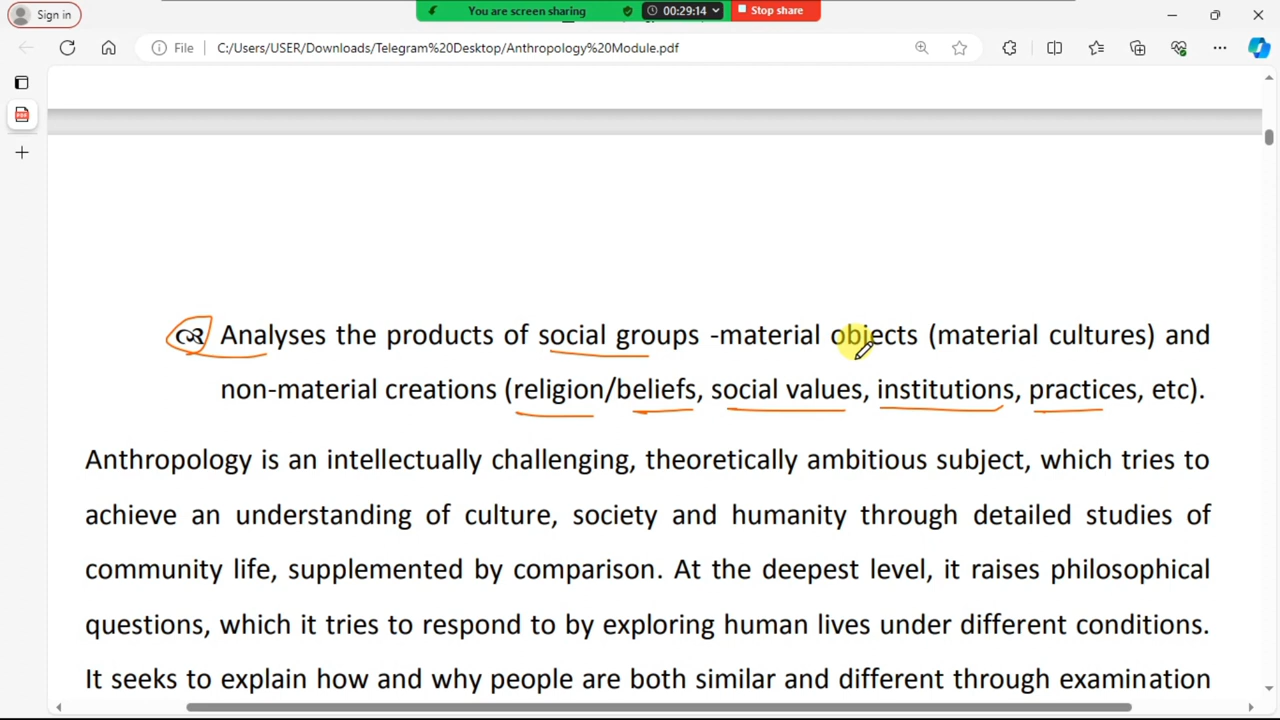 Sign in
You are screen sharing 00:29:14 Stop share
File C:/Users/USER/Downloads/Telegram%20Desktop/Anthropology%20Module.pdf
Analyses the products of social groups -material objects (material cultures) and
non-material creations (religion/beliefs, social values, institutions, practices, etc).
Anthropology is an intellectually challenging, theoretically ambitious subject, which tries to
achieve an understanding of culture, society and humanity through detailed studies of
community life, supplemented by comparison. At the deepest level, it raises philosophical
questions, which it tries to respond to by exploring human lives under different conditions.
It seeks to explain how and why people are both similar and different through examination